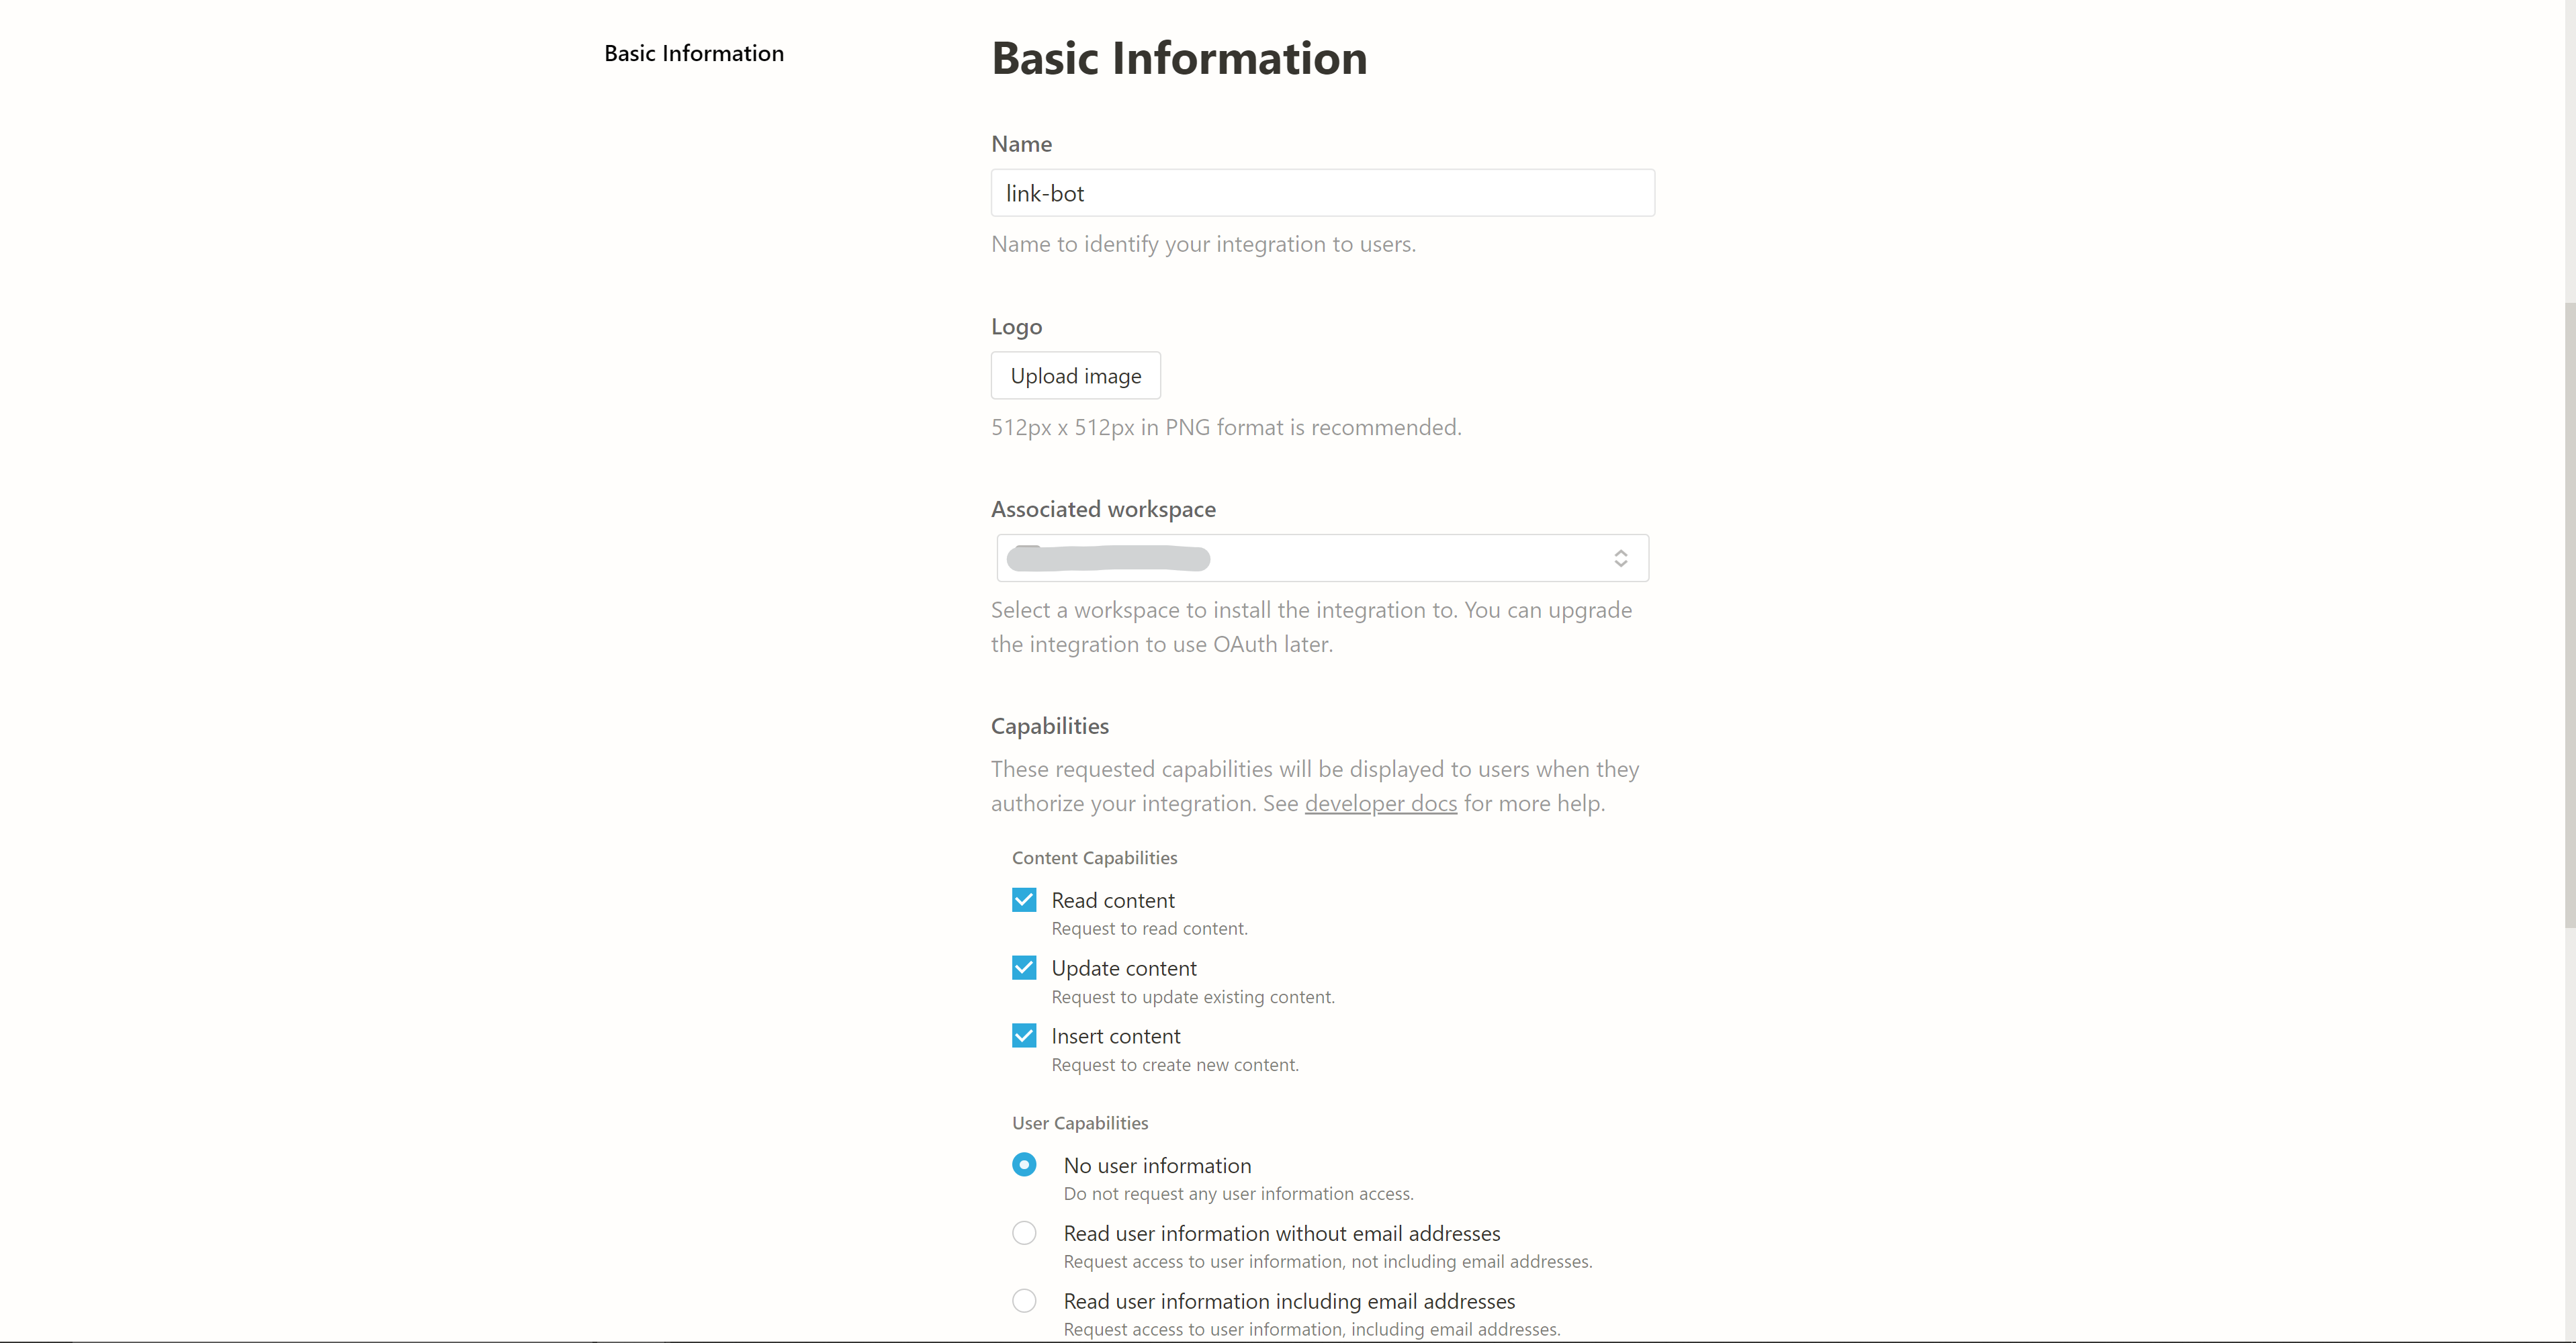 Basic Information
Basic Information
Name
link-bot
Name to identify your integration to users.
Logo
Upload image
512px x 512px in PNG format is recommended.
Associated workspace
Select a workspace to install the integration to. You can upgrade
the integration to use OAuth later.
Capabilities
These requested capabilities will be displayed to users when they
authorize your integration. See developer docs for more help.
Content Capabilities
Read content
Request to read content.
Update content
Request to update existing content.
Insert content
Request to create new content.
User Capabilities
No user information
Do not request any user information access.
Read user information without email addresses
Request access to user information, not including email addresses.
Read user information including email addresses
Request access to user information, including email addresses.